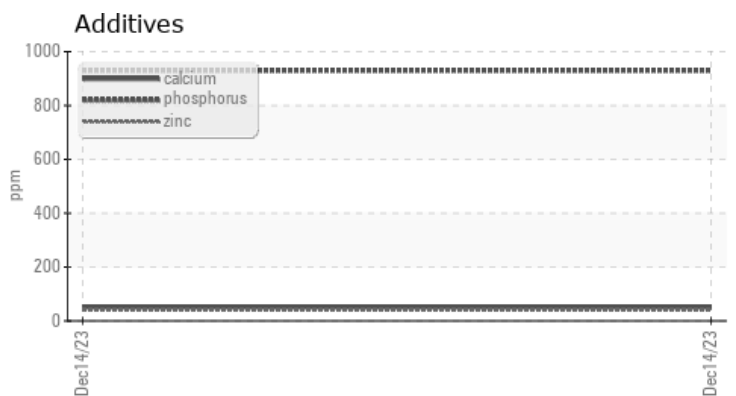 Additives
1000
calcium
phosphorus
zinc
800
600
400
200
0
ppm
Dec14/23
Dec14/23